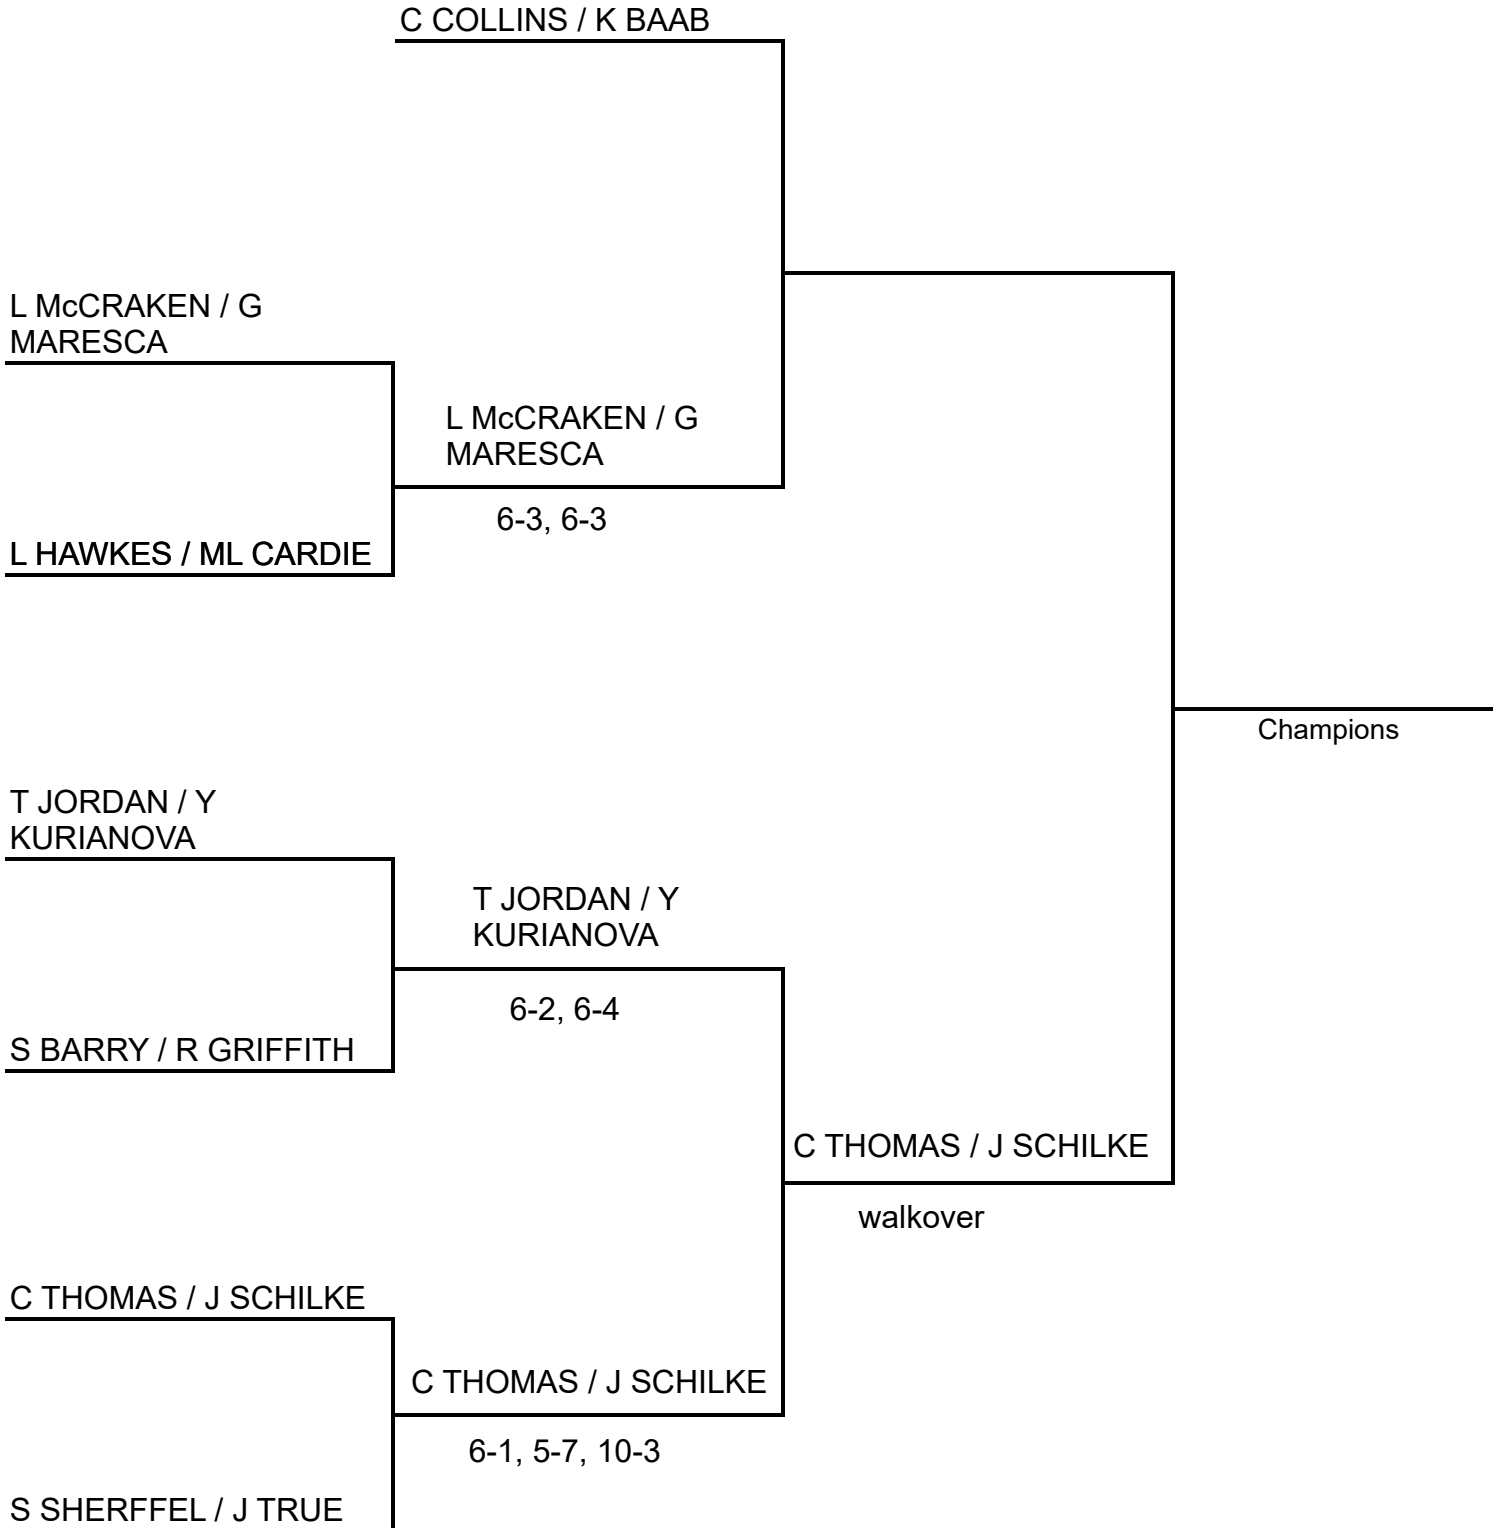 C COLLINS / K BAAB
L McCRAKEN / G
MARESCA
L McCRAKEN / G
MARESCA
6-3, 6-3
L HAWKES / ML CARDIE
Champions
T JORDAN / Y
KURIANOVA
T JORDAN / Y
KURIANOVA
6-2, 6-4
S BARRY / R GRIFFITH
C THOMAS / J SCHILKE
walkover
C THOMAS / J SCHILKE
C THOMAS / J SCHILKE
6-1, 5-7, 10-3
S SHERFFEL / J TRUE